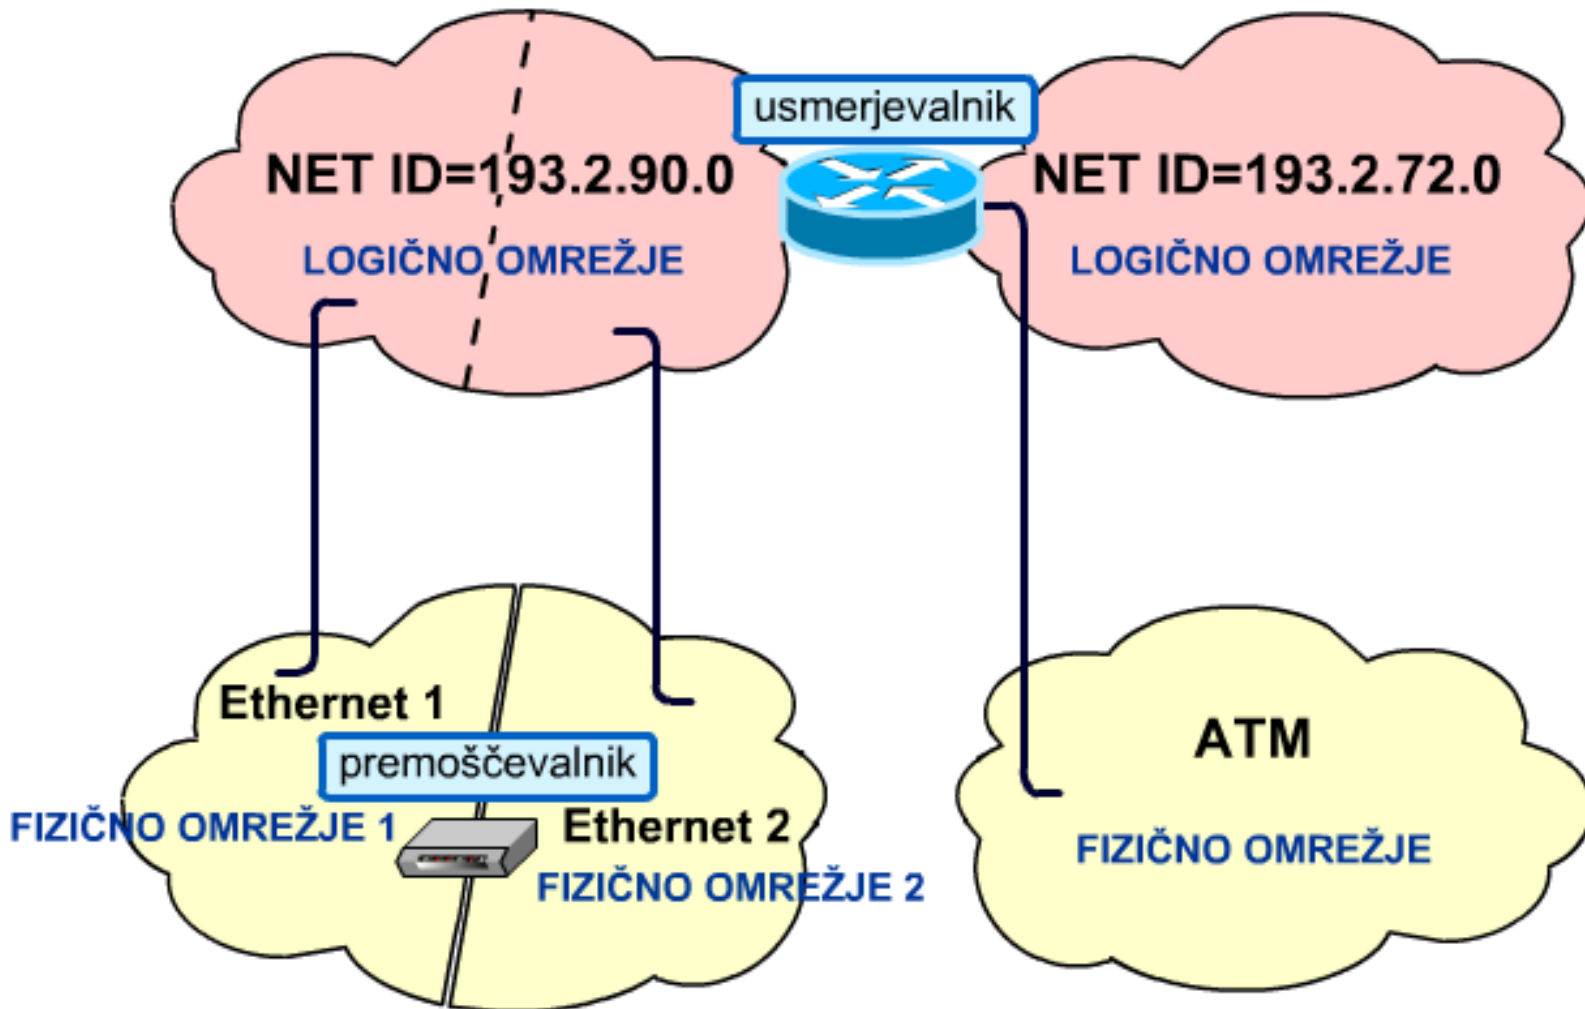 usmerjevalnik
NET ID=193.2.90.0
NET ID=193.2.72.0
LOGIČNO OMREŽJE
LOGIČNO OMREŽJE
Ethernet 1
premoščevalnik
ATM
FIZIČNO OMREŽJE 1
Ethernet 2
FIZIČNO OMREŽJE
FIZIČNO OMREŽJE 2